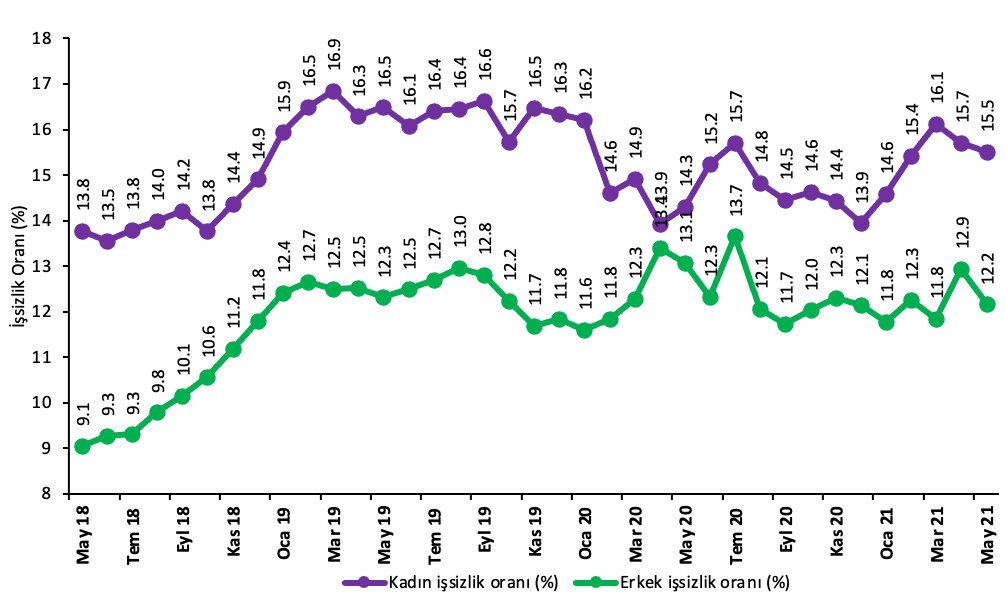 İşsizlik Oranı (%)
18
17
16
15
14
13
12
11
10
9
8
13.8 13.5 13.8 14.0 14.2 13.8 14.4 14.9 15.9 16.5 16.9 16.3 16.5 16.1 16.4 16.4 16.6 15.7 16.5 16.3 16.2 14.6 14.9 13.9 14.3 15.2 15.7 14.8 14.5 14.6 14.4 13.9 14.6 15.4 16.1 15.7 15.5
9.1 9.3 9.3 9.8 10.1 10.6 11.2 11.8 12.4 12.7 12.5 12.5 12.3 12.5 12.7 13.0 12.8 12.2 11.7 11.8 11.6 11.8 12.3 13.4 13.1 12.3 13.7 12.1 11.7 12.0 12.3 12.1 11.8 12.3 11.8 12.9 12.2
May 18 Tem 18 Eyl 18 Kas 18 Oca 19 Mar 19 May 19 Tem 19 Eyl 19 Kas 19 Oca 20 Mar 20 May 20 Tem 20 Eyl 20 Kas 20 Oca 21 Mar 21 May 21
Kadın işsizlik oranı (%) Erkek işsizlik oranı (%)